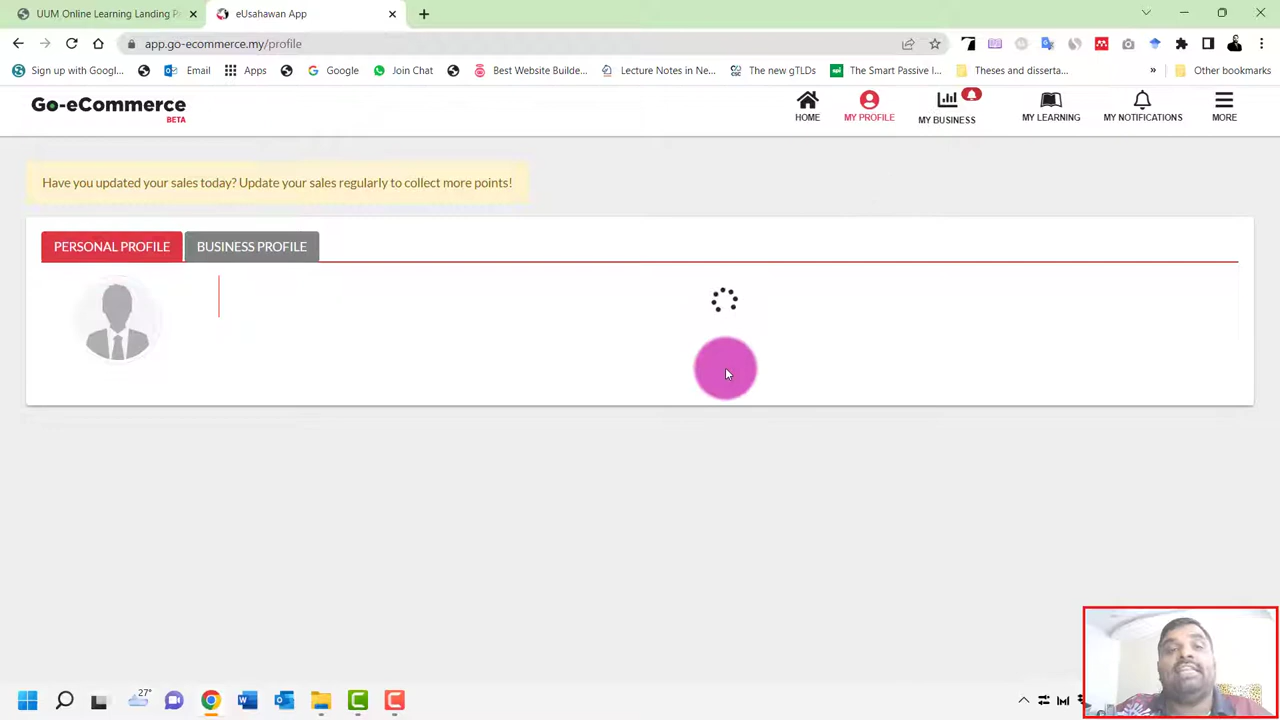 UUM Online Learning Landing P
eUsahawan App
app.go-ecommerce.my/profile
Sign up with Googl...
Email
Apps
Google
Join Chat
Best Website Builde...
Lecture Notes in Ne...
The new gTLDs
The Smart Passive I...
Theses and disserta...
Other bookmarks
Go-eCommerce
BETA
HOME
MY PROFILE
MY BUSINESS
MY LEARNING
MY NOTIFICATIONS
MORE
Have you updated your sales today? Update your sales regularly to collect more points!
PERSONAL PROFILE
BUSINESS PROFILE
27°